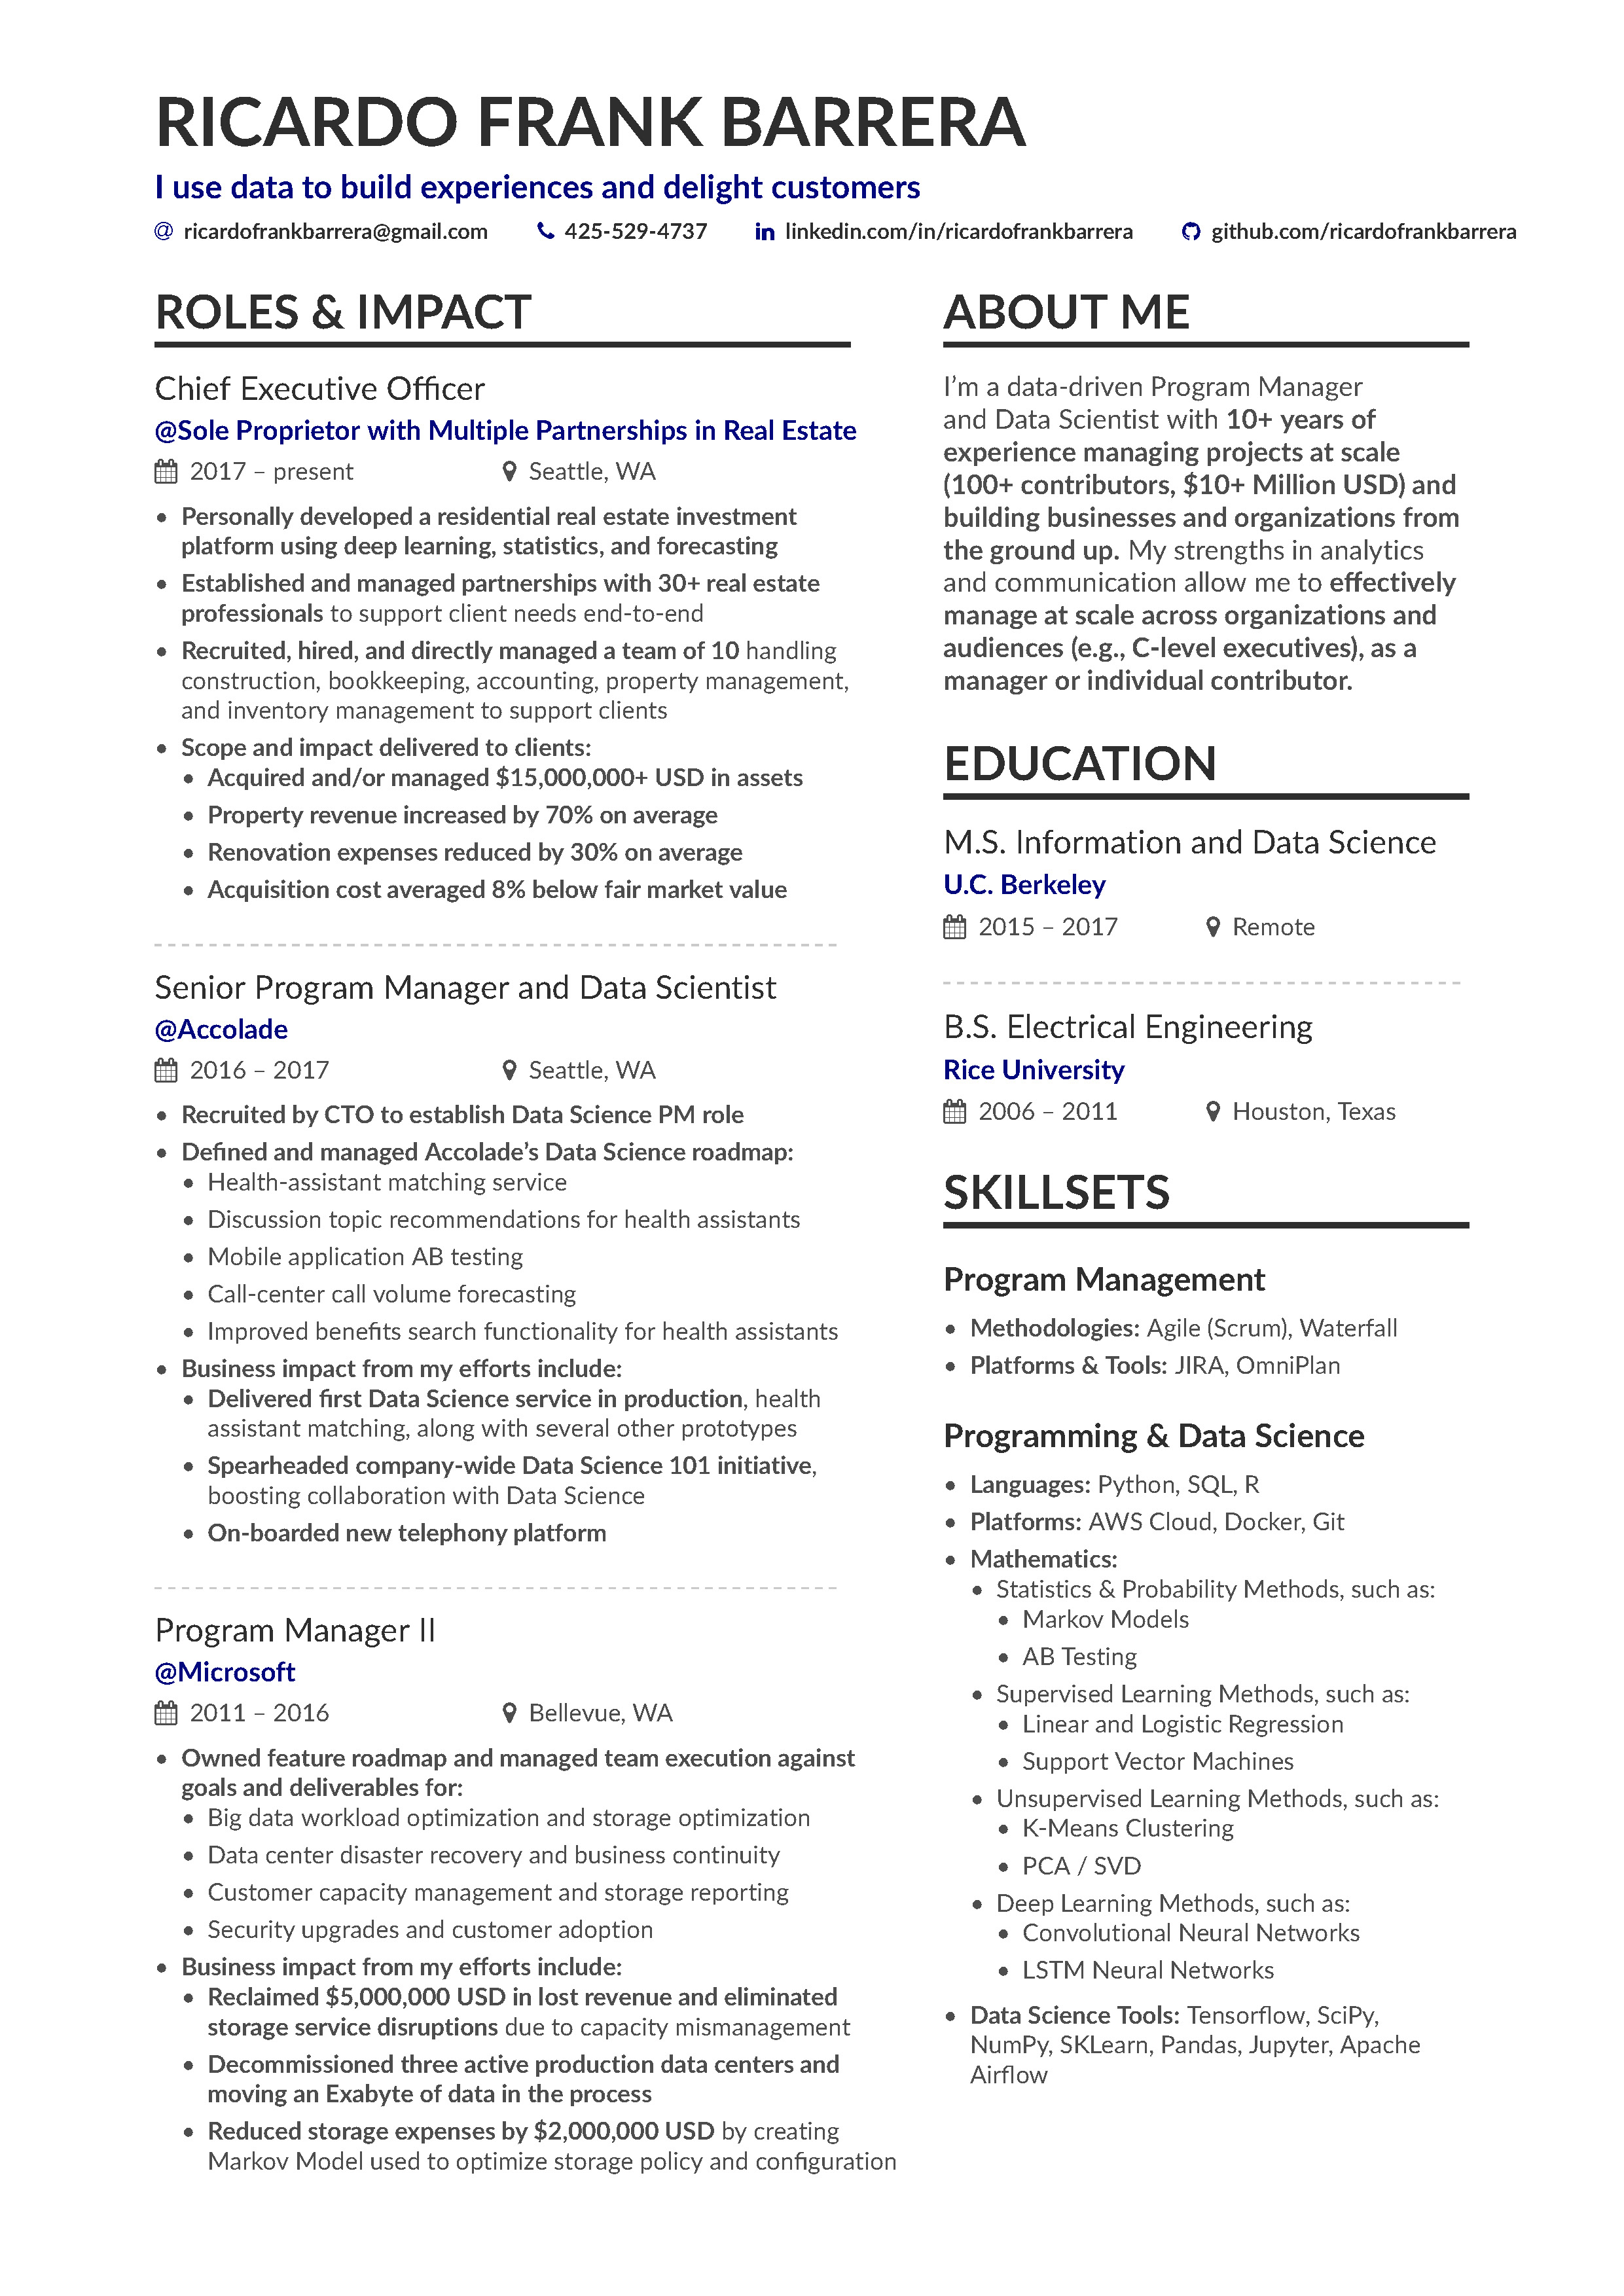 RICARDO FRANK BARRERA
I use data to build experiences and delight customers
@ ricardofrankbarrera@gmail.com 425-529-4737 in linkedin.com/in/ricardofrankbarrera github.com/ricardofrankbarrera
ROLES & IMPACT
Chief Executive Officer
@Sole Proprietor with Multiple Partnerships in Real Estate
2017 – present Seattle, WA
• Personally developed a residential real estate investment
platform using deep learning, statistics, and forecasting
• Established and managed partnerships with 30+ real estate
professionals to support client needs end-to-end
• Recruited, hired, and directly managed a team of 10 handling
construction, bookkeeping, accounting, property management,
and inventory management to support clients
• Scope and impact delivered to clients:
• Acquired and/or managed $15,000,000+ USD in assets
• Property revenue increased by 70% on average
• Renovation expenses reduced by 30% on average
• Acquisition cost averaged 8% below fair market value
Senior Program Manager and Data Scientist
@Accolade
2016 – 2017 Seattle, WA
• Recruited by CTO to establish Data Science PM role
• Defined and managed Accolade’s Data Science roadmap:
• Health-assistant matching service
• Discussion topic recommendations for health assistants
• Mobile application AB testing
• Call-center call volume forecasting
• Improved benefits search functionality for health assistants
• Business impact from my efforts include:
• Delivered first Data Science service in production, health
assistant matching, along with several other prototypes
• Spearheaded company-wide Data Science 101 initiative,
boosting collaboration with Data Science
• On-boarded new telephony platform
Program Manager II
@Microsoft
2011 – 2016 Bellevue, WA
• Owned feature roadmap and managed team execution against
goals and deliverables for:
• Big data workload optimization and storage optimization
• Data center disaster recovery and business continuity
• Customer capacity management and storage reporting
• Security upgrades and customer adoption
• Business impact from my efforts include:
• Reclaimed $5,000,000 USD in lost revenue and eliminated
storage service disruptions due to capacity mismanagement
• Decommissioned three active production data centers and
moving an Exabyte of data in the process
• Reduced storage expenses by $2,000,000 USD by creating
Markov Model used to optimize storage policy and configuration
ABOUT ME
I’m a data-driven Program Manager
and Data Scientist with 10+ years of
experience managing projects at scale
(100+ contributors, $10+ Million USD) and
building businesses and organizations from
the ground up. My strengths in analytics
and communication allow me to effectively
manage at scale across organizations and
audiences (e.g., C-level executives), as a
manager or individual contributor.
EDUCATION
M.S. Information and Data Science
U.C. Berkeley
2015 – 2017 Remote
B.S. Electrical Engineering
Rice University
2006 – 2011 Houston, Texas
SKILLSETS
Program Management
• Methodologies: Agile (Scrum), Waterfall
• Platforms & Tools: JIRA, OmniPlan
Programming & Data Science
• Languages: Python, SQL, R
• Platforms: AWS Cloud, Docker, Git
• Mathematics:
• Statistics & Probability Methods, such as:
• Markov Models
• AB Testing
• Supervised Learning Methods, such as:
• Linear and Logistic Regression
• Support Vector Machines
• Unsupervised Learning Methods, such as:
• K-Means Clustering
• PCA / SVD
• Deep Learning Methods, such as:
• Convolutional Neural Networks
• LSTM Neural Networks
• Data Science Tools: Tensorflow, SciPy,
NumPy, SKLearn, Pandas, Jupyter, Apache
Airflow